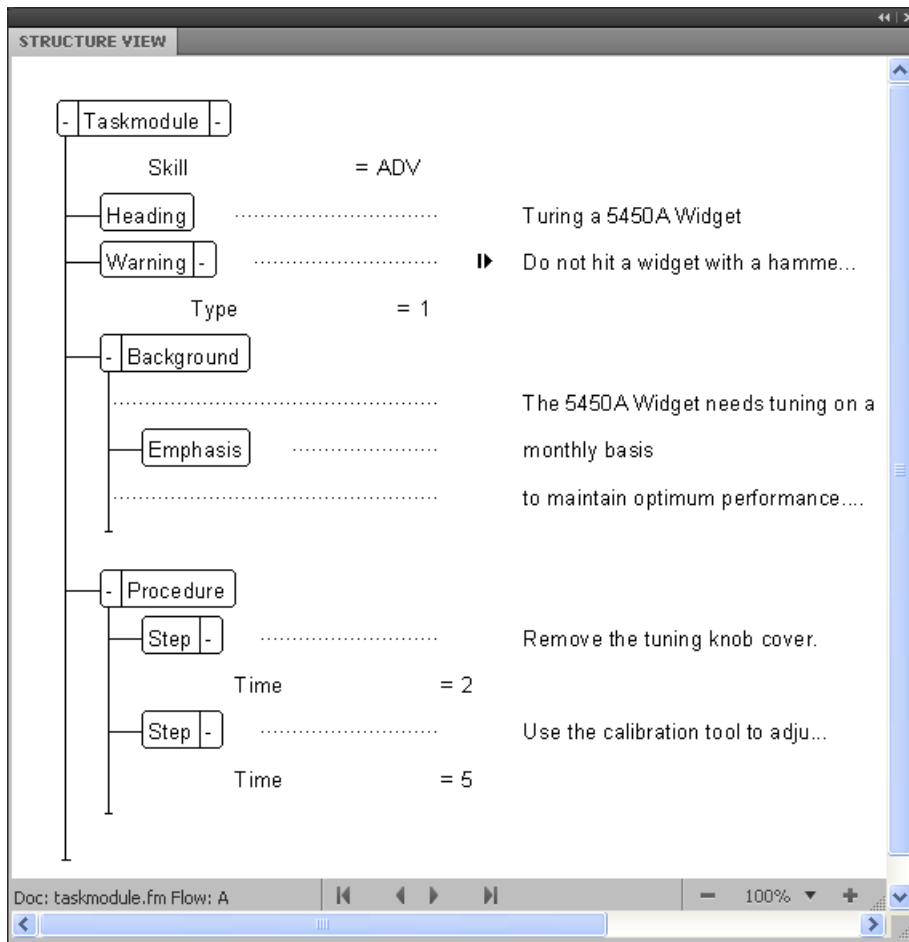 STRUCTURE VIEW
- Taskmodule -
Skill = ADV
Heading Turing a 5450A Widget
Warning - Do not hit a widget with a hamme...
Type = 1
- Background
The 5450A Widget needs tuning on a
Emphasis monthly basis
to maintain optimum performance....
- Procedure
Step - Remove the tuning knob cover.
Time = 2
Step - Use the calibration tool to adju...
Time = 5
Doc: taskmodule.fm Flow: A 100%